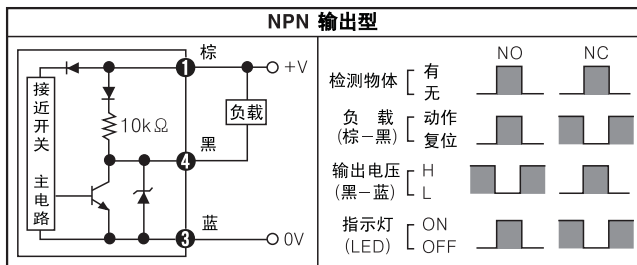 NPN 输出型
棕
1
+V
接近开关 主电路
10kΩ
负载
黑
4
蓝
3
0V
NO NC
检测物体 有
无
负 载 动作
(棕－黑) 复位
输出电压 H
(黑－蓝) L
指示灯 ON
(LED) OFF